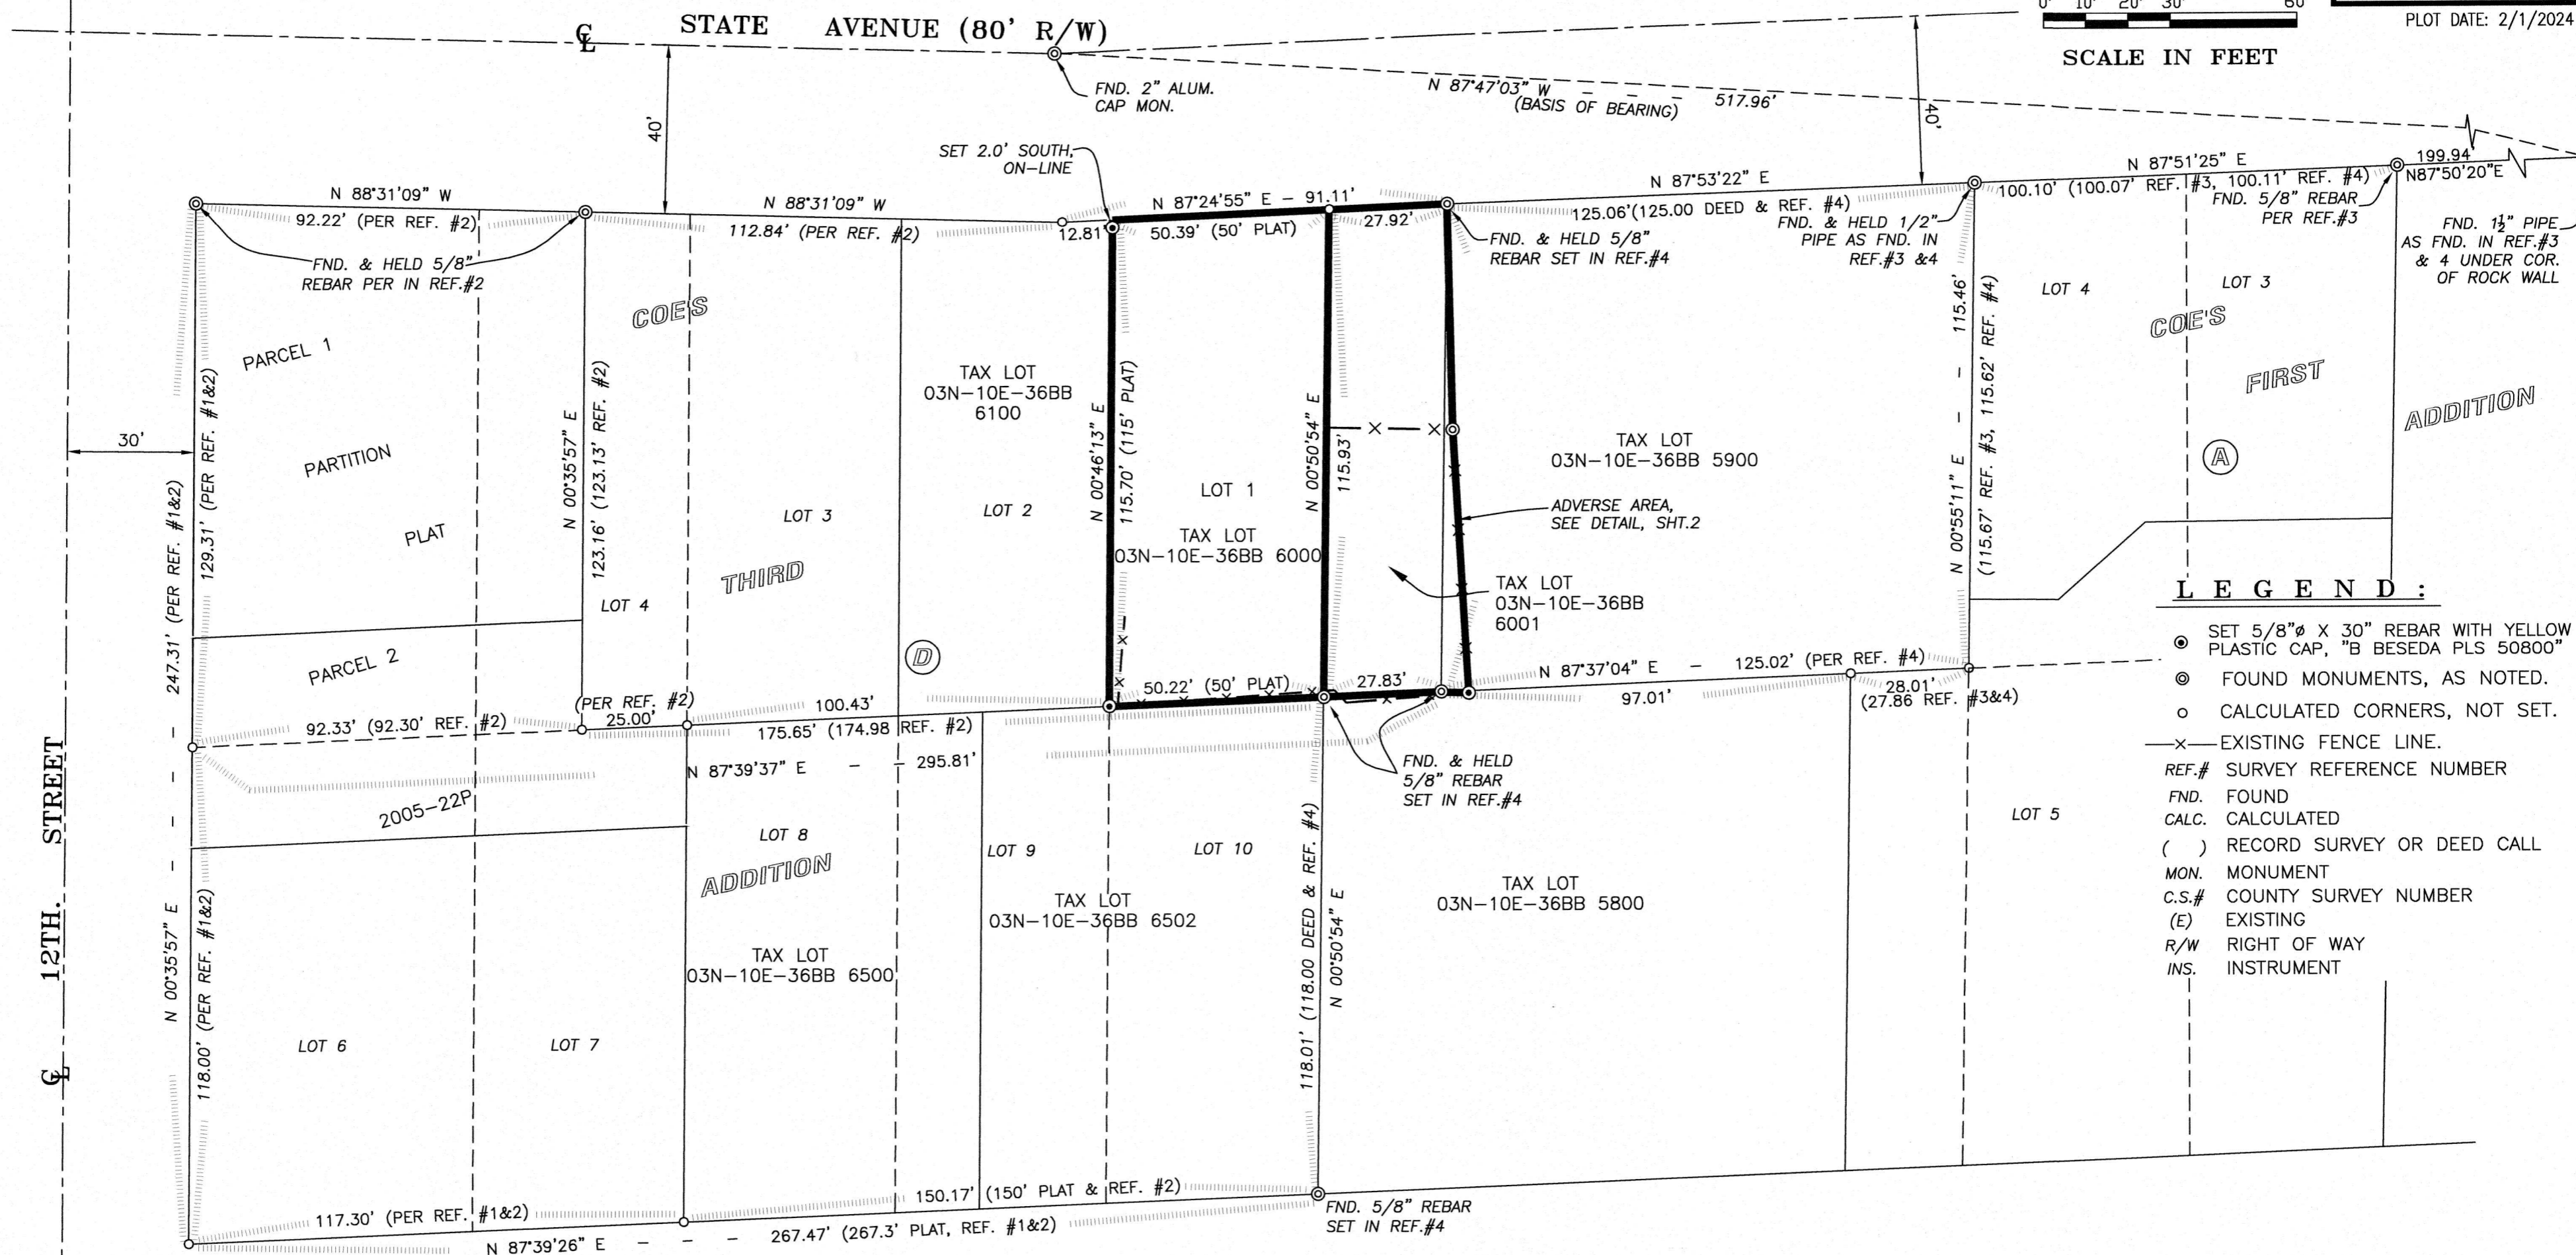 STATE AVENUE (80' R/W)
℄
0' 10' 20' 30' 60'
SCALE IN FEET
PLOT DATE: 2/1/2024
FND. 2" ALUM.
CAP MON.
N 87°47'03" W
(BASIS OF BEARING)
517.96'
40'
40'
SET 2.0' SOUTH,
ON-LINE
N 88°31'09" W
92.22' (PER REF. #2)
N 88°31'09" W
112.84' (PER REF. #2)
12.81'
N 87°24'55" E - 91.11'
50.39' (50' PLAT)
27.92'
N 87°53'22" E
125.06'(125.00 DEED & REF. #4)
N 87°51'25" E
100.10' (100.07' REF. #3, 100.11' REF. #4)
199.94'
N87°50'20"E
FND. & HELD 5/8"
REBAR PER IN REF.#2
FND. & HELD 5/8"
REBAR SET IN REF.#4
FND. & HELD 1/2"
PIPE AS FND. IN
REF.#3 &4
FND. 5/8" REBAR
PER REF.#3
FND. 1½" PIPE
AS FND. IN REF.#3
& 4 UNDER COR.
OF ROCK WALL
PARCEL 1
PARTITION
PLAT
PARCEL 2
2005-22P
30'
247.31' (PER REF. #1&2)
129.31' (PER REF. #1&2)
N 00°35'57" E
123.16' (123.13' REF. #2)
COE'S
THIRD
ADDITION
D
LOT 4
LOT 3
LOT 2
TAX LOT
03N-10E-36BB
6100
N 00°46'13" E
115.70' (115' PLAT)
LOT 1
TAX LOT
03N-10E-36BB 6000
N 00°50'54" E
115.93'
TAX LOT
03N-10E-36BB 5900
ADVERSE AREA,
SEE DETAIL, SHT.2
TAX LOT
03N-10E-36BB
6001
N 00°55'11" E - - 115.46'
(115.67' REF. #3, 115.62' REF. #4)
LOT 4
LOT 3
COE'S
FIRST
ADDITION
A
92.33' (92.30' REF. #2)
(PER REF. #2)
25.00'
100.43'
175.65' (174.98 REF. #2)
N 87°39'37" E - - 295.81'
50.22' (50' PLAT)
27.83'
N 87°37'04" E - 125.02' (PER REF. #4)
97.01'
28.01'
(27.86 REF. #3&4)
FND. & HELD
5/8" REBAR
SET IN REF.#4
12TH. STREET
℄
N 00°35'57" E - - - -
118.00' (PER REF. #1&2)
LOT 6
LOT 7
LOT 8
TAX LOT
03N-10E-36BB 6500
LOT 9
LOT 10
TAX LOT
03N-10E-36BB 6502
118.01' (118.00 DEED & REF. #4)
N 00°50'54" E
TAX LOT
03N-10E-36BB 5800
LOT 5
117.30' (PER REF. #1&2)
150.17' (150' PLAT & REF. #2)
N 87°39'26" E - - - 267.47' (267.3' PLAT, REF. #1&2)
FND. 5/8" REBAR
SET IN REF.#4
LEGEND:
SET 5/8"ø X 30" REBAR WITH YELLOW
PLASTIC CAP, "B BESEDA PLS 50800"
FOUND MONUMENTS, AS NOTED.
CALCULATED CORNERS, NOT SET.
—x— EXISTING FENCE LINE.
REF.# SURVEY REFERENCE NUMBER
FND. FOUND
CALC. CALCULATED
( ) RECORD SURVEY OR DEED CALL
MON. MONUMENT
C.S.# COUNTY SURVEY NUMBER
(E) EXISTING
R/W RIGHT OF WAY
INS. INSTRUMENT